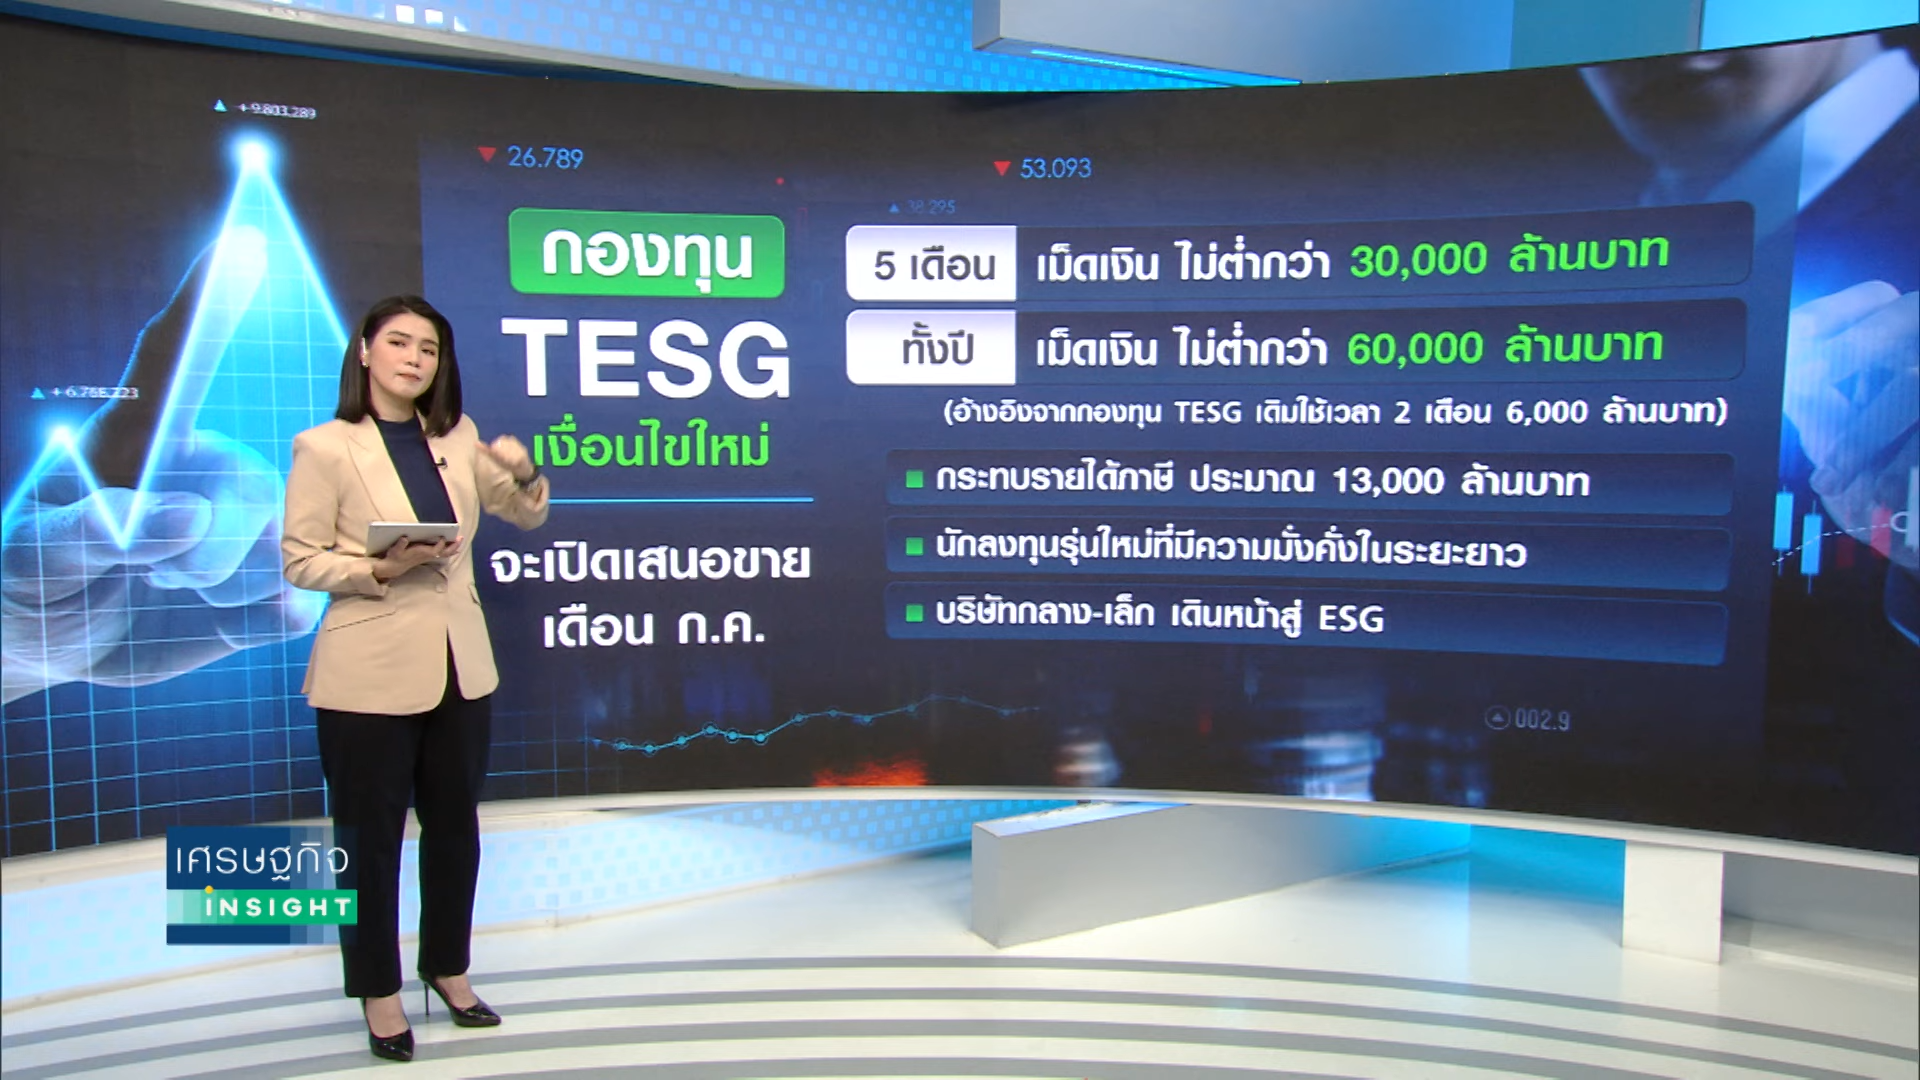 + 9.803.289
26.789
53.093
38.295
กองทุน
TESG
เงื่อนไขใหม่
จะเปิดเสนอขาย
เดือน ก.ค.
5 เดือน เม็ดเงิน ไม่ต่ำกว่า 30,000 ล้านบาท
ทั้งปี เม็ดเงิน ไม่ต่ำกว่า 60,000 ล้านบาท
(อ้างอิงจากกองทุน TESG เดิมใช้เวลา 2 เดือน 6,000 ล้านบาท)
กระทบรายได้ภาษี ประมาณ 13,000 ล้านบาท
นักลงทุนรุ่นใหม่ที่มีความมั่งคั่งในระยะยาว
บริษัทกลาง-เล็ก เดินหน้าสู่ ESG
002.9
เศรษฐกิจ
INSIGHT